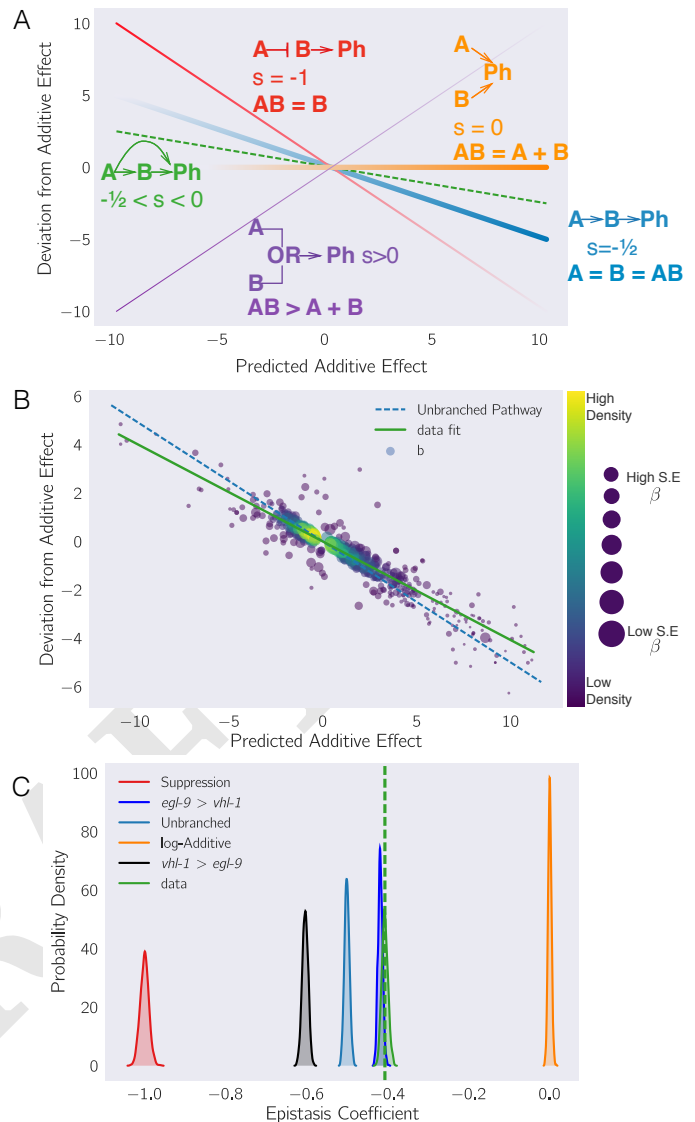 A
Deviation from Additive Effect
10
5
0
−5
−10
A B Ph
s = -1
AB = B
A
Ph
B
s = 0
AB = A + B
A B Ph
-½ < s < 0
A
OR Ph s>0
B
AB > A + B
A B Ph
s=-½
A = B = AB
−10 −5 0 5 10
Predicted Additive Effect
B
Deviation from Additive Effect
6
4
2
0
−2
−4
−6
Unbranched Pathway
data fit
b
−10 −5 0 5 10
Predicted Additive Effect
High
Density
Low
Density
High S.E
β
Low S.E
β
C
Probability Density
100
80
60
40
20
0
Suppression
egl-9 > vhl-1
Unbranched
log-Additive
vhl-1 > egl-9
data
−1.0 −0.8 −0.6 −0.4 −0.2 0.0
Epistasis Coefficient